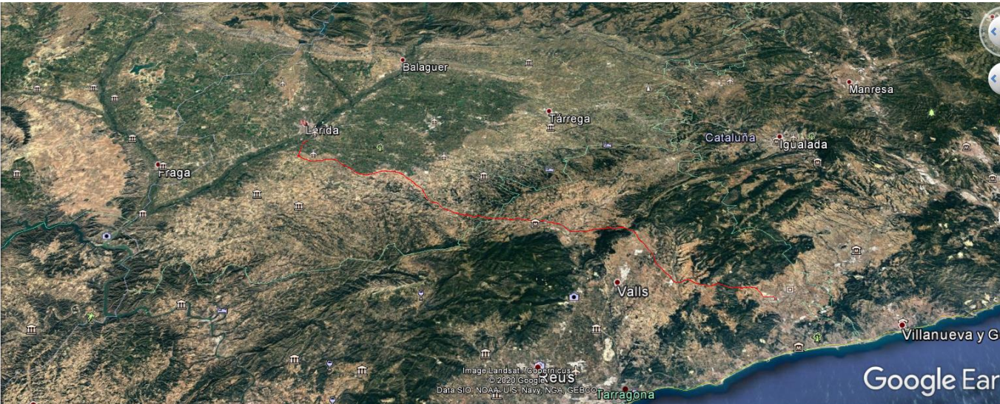 Balaguer
Manresa
Lérida
Tárrega
Cataluña
Igualada
Fraga
Valls
Villanueva y G
Reus
Image Landsat / Copernicus
© 2020 Google
Data SIO, NOAA, U.S. Navy, NGA, GEBCO
Tarragona
Google Ear